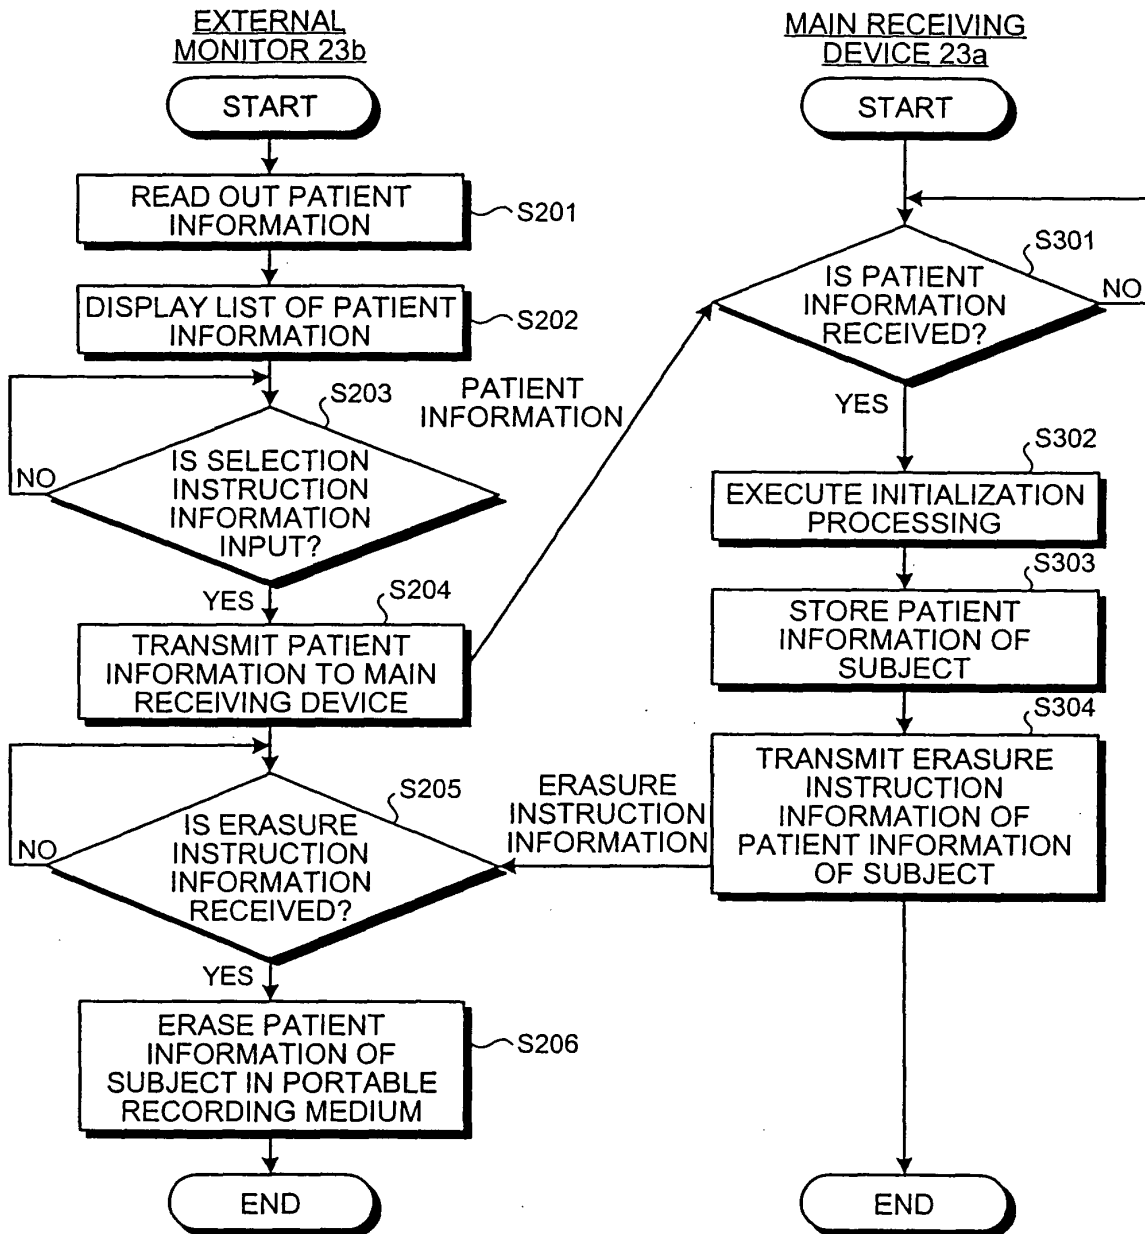 EXTERNAL
MONITOR 23b
START
READ OUT PATIENT
INFORMATION
S201
DISPLAY LIST OF PATIENT
INFORMATION
S202
S203
IS SELECTION
INSTRUCTION
INFORMATION
INPUT?
NO
YES
S204
TRANSMIT PATIENT
INFORMATION TO MAIN
RECEIVING DEVICE
PATIENT
INFORMATION
S205
IS ERASURE
INSTRUCTION
INFORMATION
RECEIVED?
NO
YES
ERASE PATIENT
INFORMATION OF
SUBJECT IN PORTABLE
RECORDING MEDIUM
S206
END
MAIN RECEIVING
DEVICE 23a
START
S301
IS PATIENT
INFORMATION
RECEIVED?
NO
YES
S302
EXECUTE INITIALIZATION
PROCESSING
S303
STORE PATIENT
INFORMATION OF
SUBJECT
S304
TRANSMIT ERASURE
INSTRUCTION
INFORMATION OF
PATIENT INFORMATION
OF SUBJECT
ERASURE
INSTRUCTION
INFORMATION
END